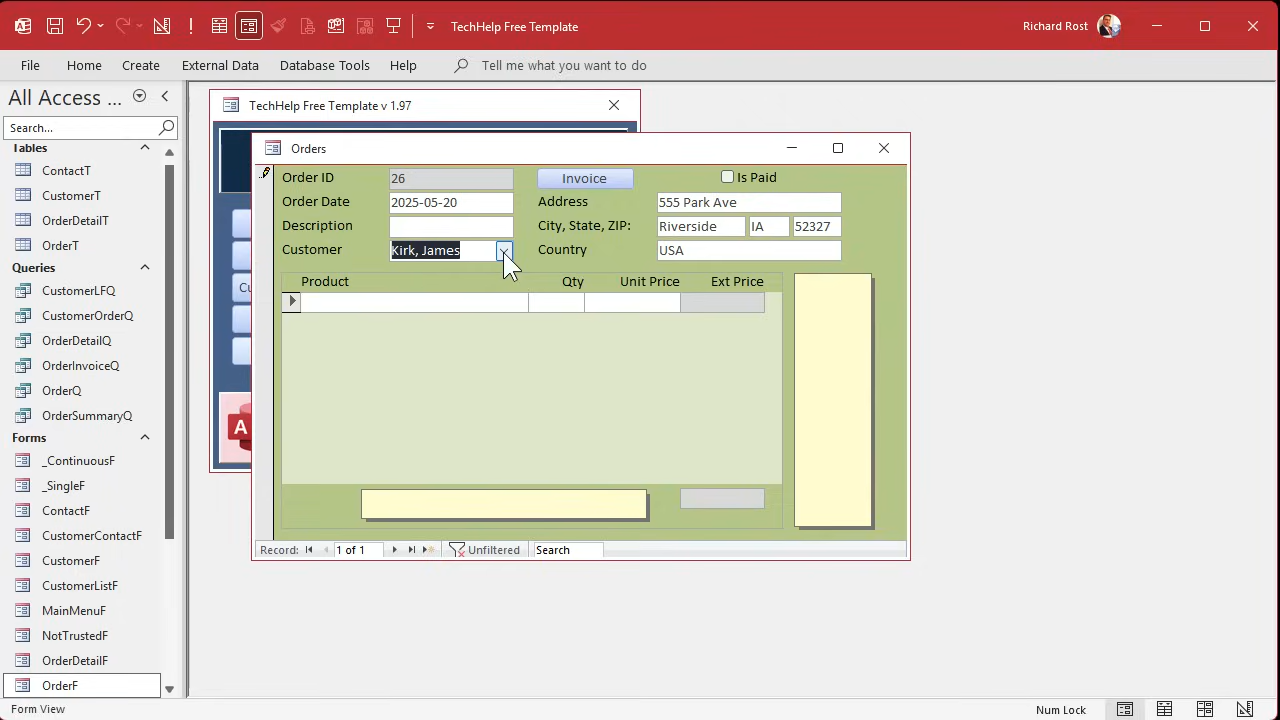 TechHelp Free Template
Richard Rost
File
Home
Create
External Data
Database Tools
Help
Tell me what you want to do
All Access ...
Search...
Tables
ContactT
CustomerT
OrderDetailT
OrderT
Queries
CustomerLFQ
CustomerOrderQ
OrderDetailQ
OrderInvoiceQ
OrderQ
OrderSummaryQ
Forms
_ContinuousF
_SingleF
ContactF
CustomerContactF
CustomerF
CustomerListF
MainMenuF
NotTrustedF
OrderDetailF
OrderF
TechHelp Free Template v 1.97
Cu
A
Orders
Order ID 26 Invoice Is Paid
Order Date 2025-05-20 Address 555 Park Ave
Description City, State, ZIP: Riverside IA 52327
Customer Kirk, James Country USA
Product Qty Unit Price Ext Price
Record: 1 of 1 Unfiltered Search
Form View
Num Lock